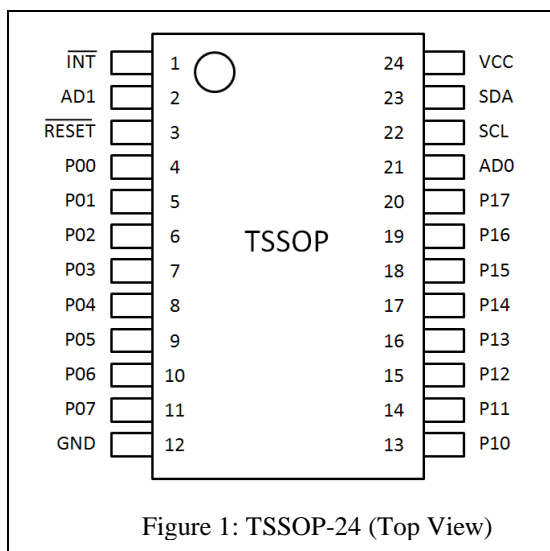 I̅N̅T̅ 1 24 VCC
AD1 2 23 SDA
R̅E̅S̅E̅T̅ 3 22 SCL
P00 4 21 AD0
P01 5 20 P17
P02 6 19 P16
TSSOP
P03 7 18 P15
P04 8 17 P14
P05 9 16 P13
P06 10 15 P12
P07 11 14 P11
GND 12 13 P10
Figure 1: TSSOP-24 (Top View)